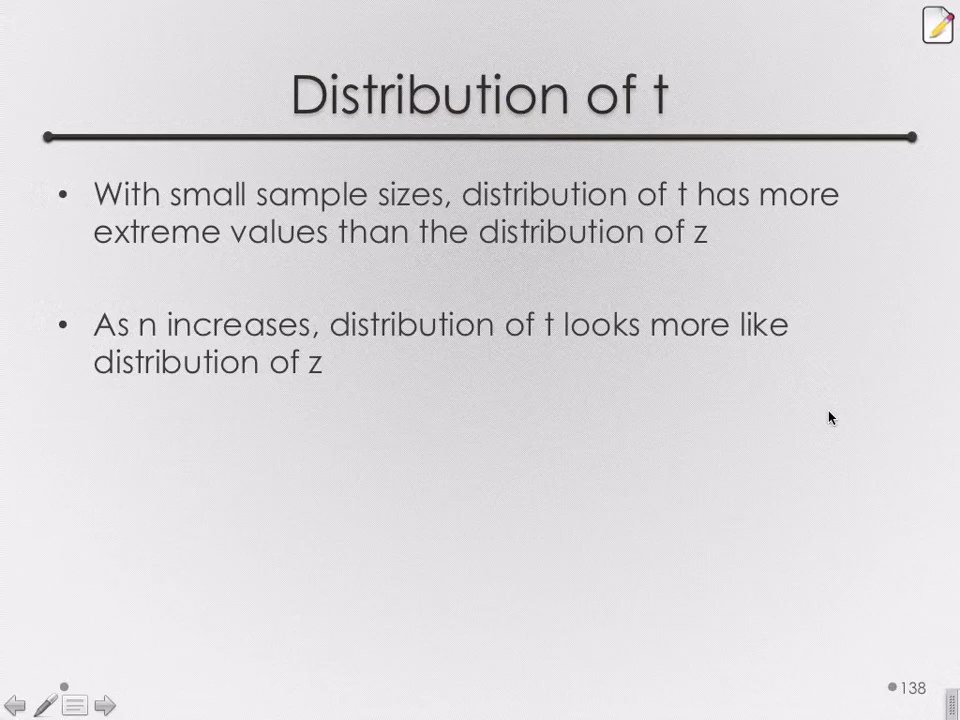 Distribution of t
• With small sample sizes, distribution of t has more
extreme values than the distribution of z
• As n increases, distribution of t looks more like
distribution of z
138